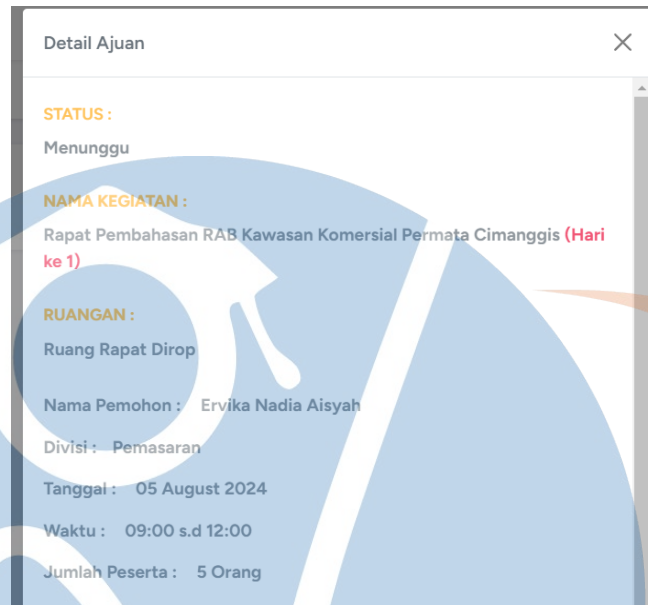 Detail Ajuan
STATUS :
Menunggu
NAMA KEGIATAN :
Rapat Pembahasan RAB Kawasan Komersial Permata Cimanggis (Hari
ke 1)
RUANGAN :
Ruang Rapat Dirop
Nama Pemohon : Ervika Nadia Aisyah
Divisi : Pemasaran
Tanggal : 05 August 2024
Waktu : 09:00 s.d 12:00
Jumlah Peserta : 5 Orang